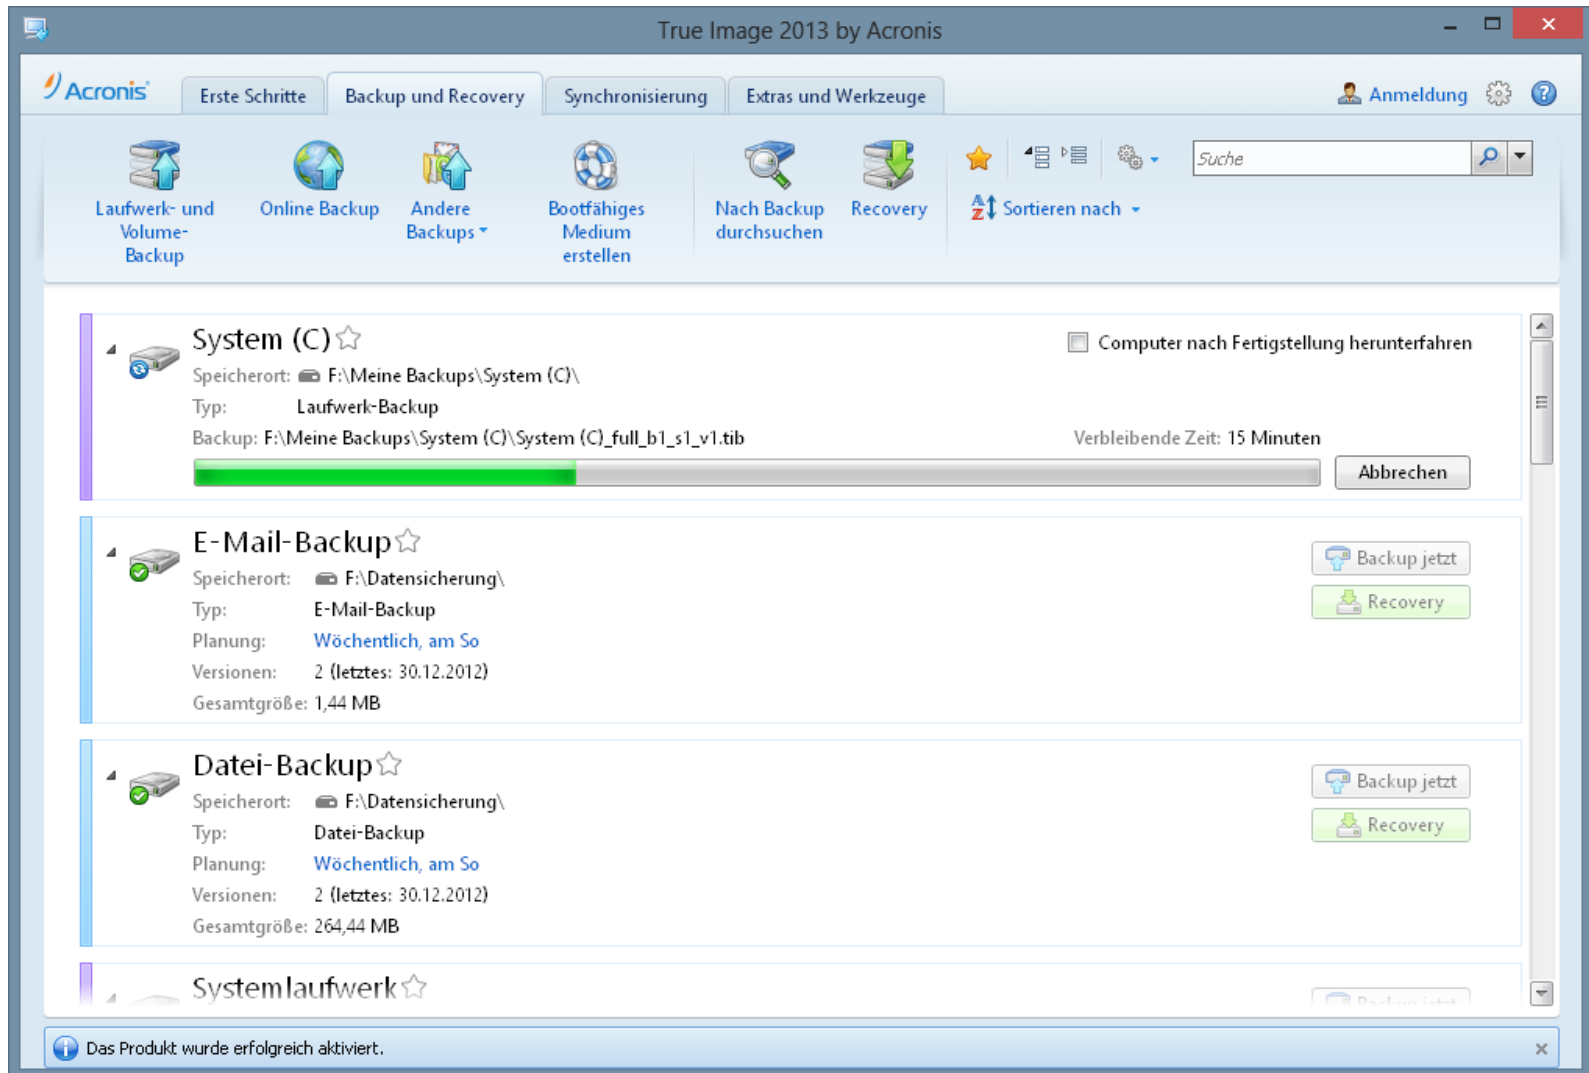 True Image 2013 by Acronis
Acronis
Erste Schritte
Backup und Recovery
Synchronisierung
Extras und Werkzeuge
Anmeldung
Laufwerk- und
Volume-
Backup
Online Backup
Andere
Backups
Bootfähiges
Medium
erstellen
Nach Backup
durchsuchen
Recovery
Suche
Sortieren nach
System (C)
Computer nach Fertigstellung herunterfahren
Speicherort: F:\Meine Backups\System (C)\
Typ: Laufwerk-Backup
Backup: F:\Meine Backups\System (C)\System (C)_full_b1_s1_v1.tib
Verbleibende Zeit: 15 Minuten
Abbrechen
E-Mail-Backup
Speicherort: F:\Datensicherung\
Typ: E-Mail-Backup
Planung: Wöchentlich, am So
Versionen: 2 (letztes: 30.12.2012)
Gesamtgröße: 1,44 MB
Backup jetzt
Recovery
Datei-Backup
Speicherort: F:\Datensicherung\
Typ: Datei-Backup
Planung: Wöchentlich, am So
Versionen: 2 (letztes: 30.12.2012)
Gesamtgröße: 264,44 MB
Backup jetzt
Recovery
Systemlaufwerk
Backup jetzt
Das Produkt wurde erfolgreich aktiviert.